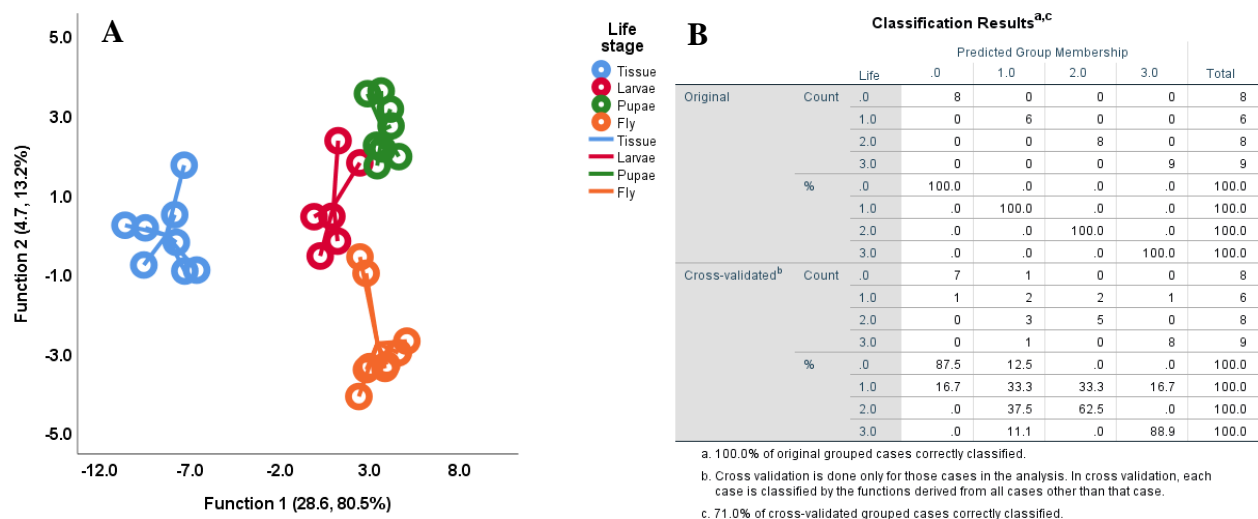 A
5.0
3.0
1.0
-1.0
-3.0
-5.0
Function 2 (4.7, 13.2%)
-12.0 -7.0 -2.0 3.0 8.0
Function 1 (28.6, 80.5%)
Life
stage
Tissue
Larvae
Pupae
Fly
Tissue
Larvae
Pupae
Fly
B
Classification Results a,c
Predicted Group Membership
Life .0 1.0 2.0 3.0 Total
Original Count .0 8 0 0 0 8
1.0 0 6 0 0 6
2.0 0 0 8 0 8
3.0 0 0 0 9 9
% .0 100.0 .0 .0 .0 100.0
1.0 .0 100.0 .0 .0 100.0
2.0 .0 .0 100.0 .0 100.0
3.0 .0 .0 .0 100.0 100.0
Cross-validated b Count .0 7 1 0 0 8
1.0 1 2 2 1 6
2.0 0 3 5 0 8
3.0 0 1 0 8 9
% .0 87.5 12.5 .0 .0 100.0
1.0 16.7 33.3 33.3 16.7 100.0
2.0 .0 37.5 62.5 .0 100.0
3.0 .0 11.1 .0 88.9 100.0
a. 100.0% of original grouped cases correctly classified.
b. Cross validation is done only for those cases in the analysis. In cross validation, each
case is classified by the functions derived from all cases other than that case.
c. 71.0% of cross-validated grouped cases correctly classified.